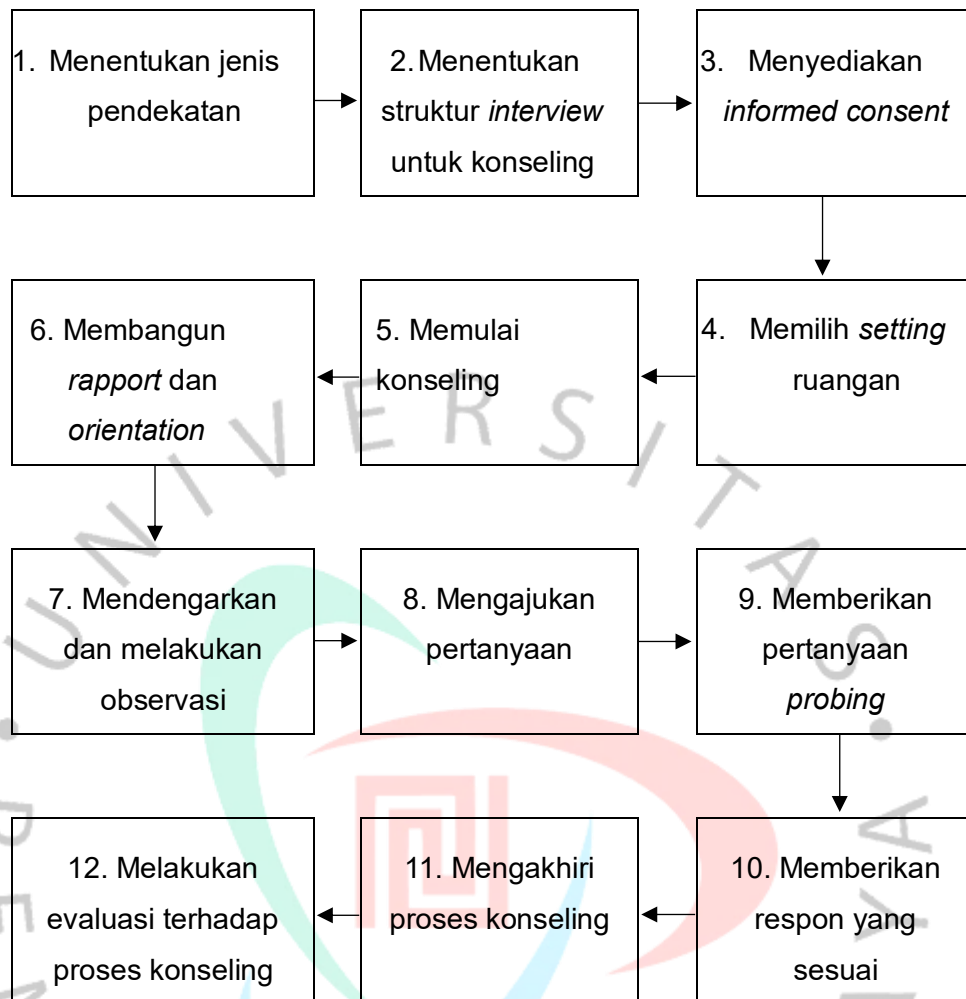 1. Menentukan jenis
pendekatan
2. Menentukan
struktur interview
untuk konseling
3. Menyediakan
informed consent
4. Memilih setting
ruangan
5. Memulai
konseling
6. Membangun
rapport dan
orientation
7. Mendengarkan
dan melakukan
observasi
8. Mengajukan
pertanyaan
9. Memberikan
pertanyaan
probing
10. Memberikan
respon yang
sesuai
11. Mengakhiri
proses konseling
12. Melakukan
evaluasi terhadap
proses konseling
UNIVERSITAS